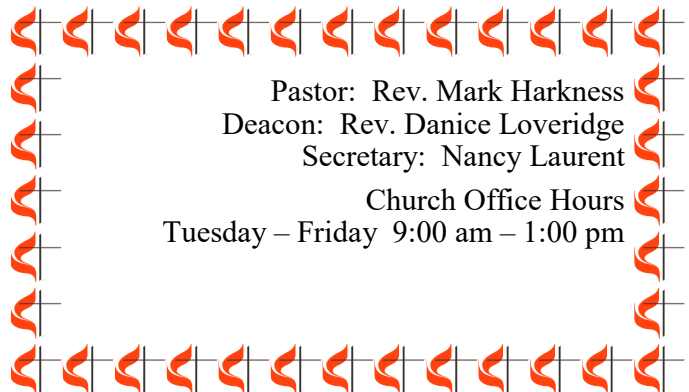 Pastor:  Rev. Mark Harkness
Deacon:  Rev. Danice Loveridge
Secretary:  Nancy Laurent
Church Office Hours
Tuesday – Friday  9:00 am – 1:00 pm